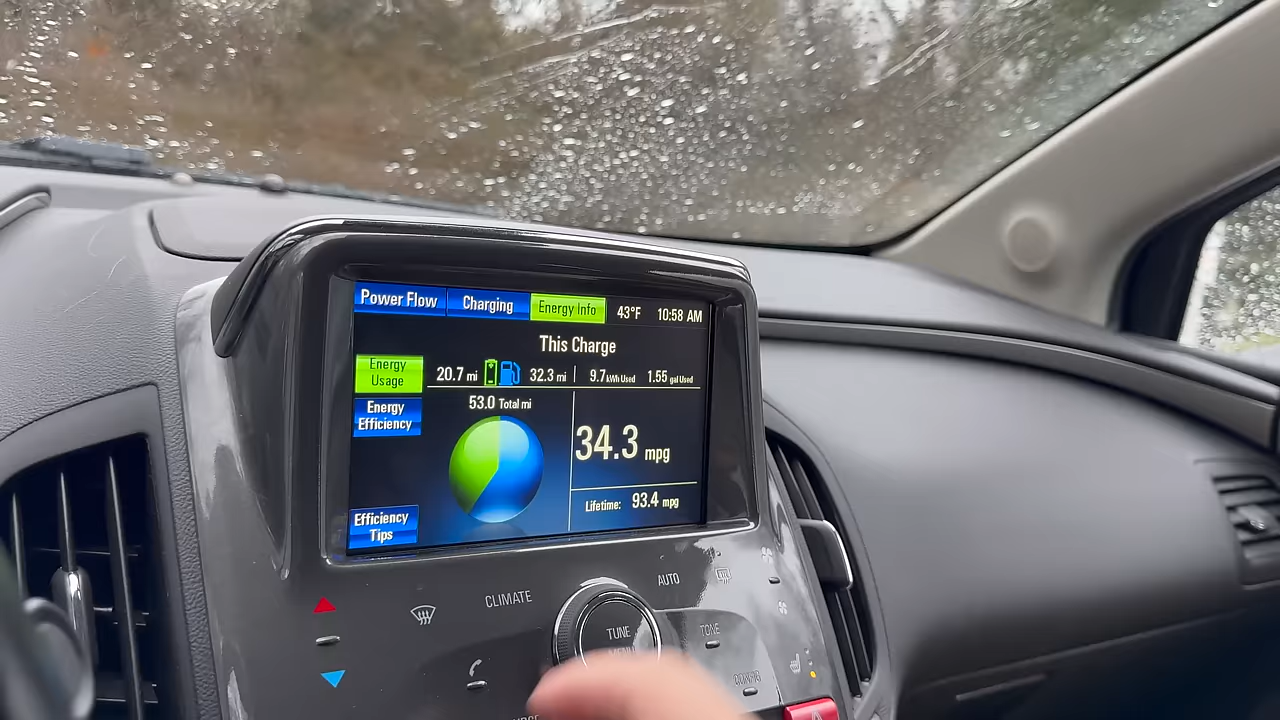 Power Flow Charging Energy Info 43°F 10:58 AM
This Charge
Energy Usage
20.7 mi 32.3 mi 9.7 kWh Used 1.55 gal Used
53.0 Total mi
Energy Efficiency
34.3 mpg
Lifetime: 93.4 mpg
Efficiency Tips
AUTO
CLIMATE
TUNE
MENU
TONE